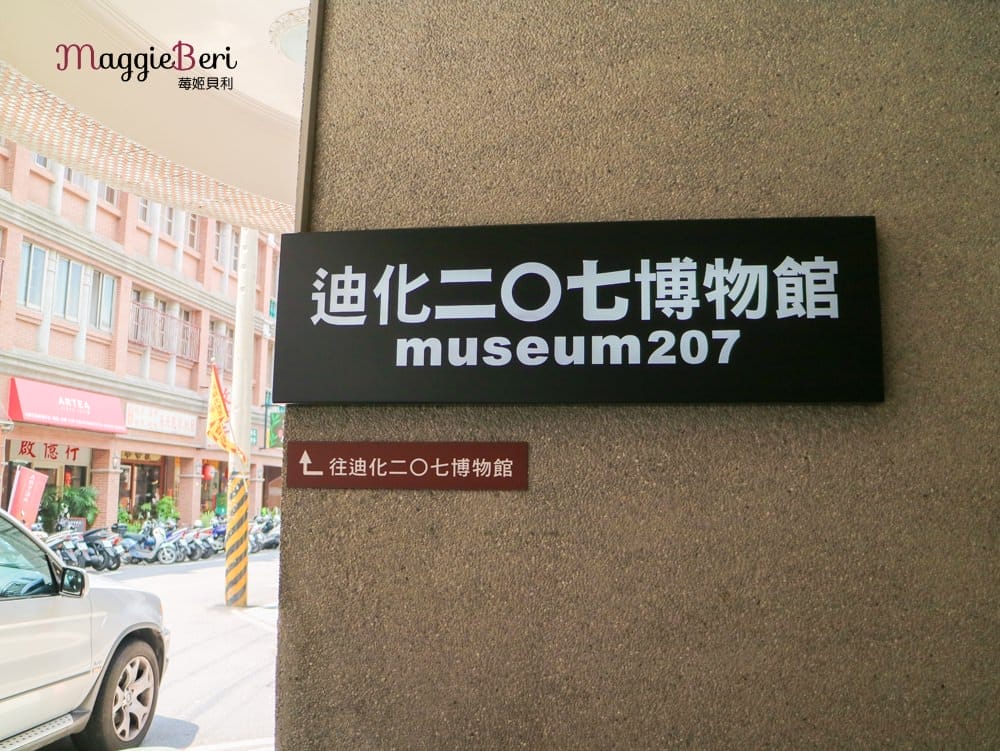 MaggieBeri
莓姬貝利
迪化二〇七博物館
museum207
往迪化二〇七博物館
ARTEA
啟億行